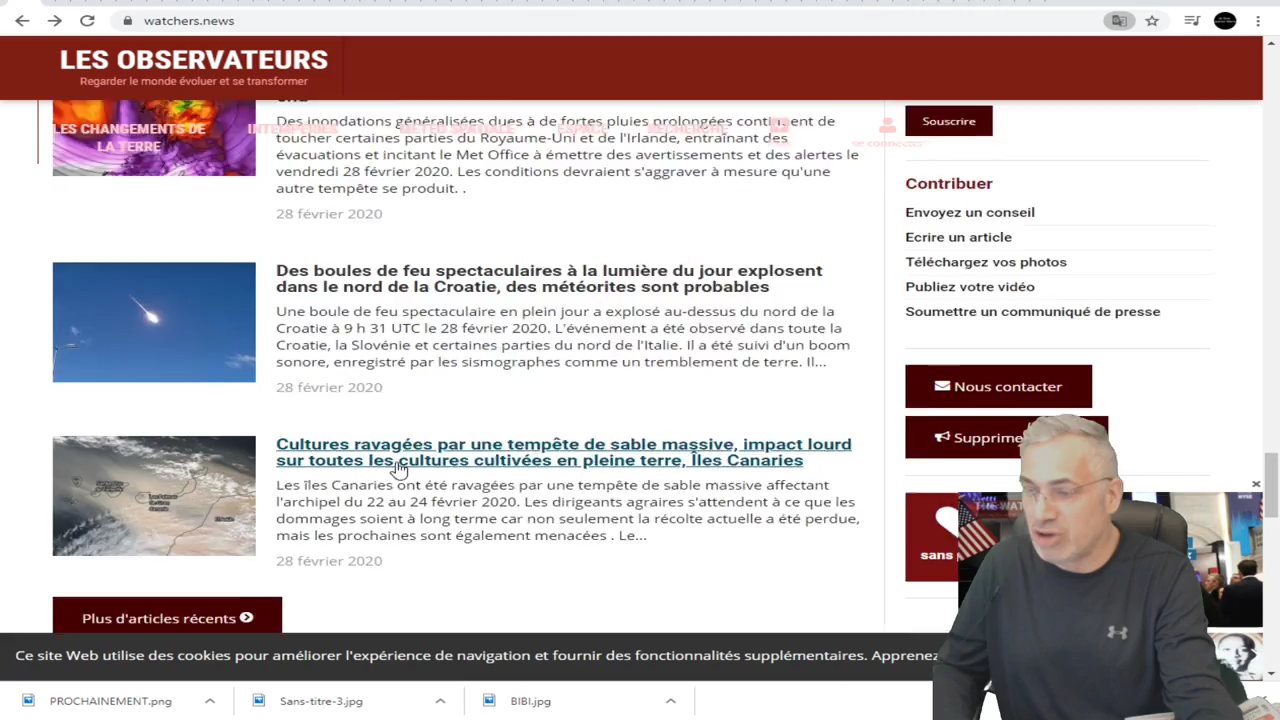 watchers.news
LES OBSERVATEURS
Regarder le monde évoluer et se transformer
LES CHANGEMENTS DE
LA TERRE
INTEMPÉRIES
MÉTÉO SPATIALE
ESPACE
RECHERCHE
se connecter
Des inondations généralisées dues à de fortes pluies prolongées continuent de
toucher certaines parties du Royaume-Uni et de l'Irlande, entraînant des
évacuations et incitant le Met Office à émettre des avertissements et des alertes le
vendredi 28 février 2020. Les conditions devraient s'aggraver à mesure qu'une
autre tempête se produit. .
28 février 2020
Des boules de feu spectaculaires à la lumière du jour explosent
dans le nord de la Croatie, des météorites sont probables
Une boule de feu spectaculaire en plein jour a explosé au-dessus du nord de la
Croatie à 9 h 31 UTC le 28 février 2020. L'événement a été observé dans toute la
Croatie, la Slovénie et certaines parties du nord de l'Italie. Il a été suivi d'un boom
sonore, enregistré par les sismographes comme un tremblement de terre. Il...
28 février 2020
Cultures ravagées par une tempête de sable massive, impact lourd
sur toutes les cultures cultivées en pleine terre, Îles Canaries
Les îles Canaries ont été ravagées par une tempête de sable massive affectant
l'archipel du 22 au 24 février 2020. Les dirigeants agraires s'attendent à ce que les
dommages soient à long terme car non seulement la récolte actuelle a été perdue,
mais les prochaines sont également menacées . Le...
28 février 2020
Plus d'articles récents
Souscrire
Contribuer
Envoyez un conseil
Ecrire un article
Téléchargez vos photos
Publiez votre vidéo
Soumettre un communiqué de presse
Nous contacter
Supprime
sans
Ce site Web utilise des cookies pour améliorer l'expérience de navigation et fournir des fonctionnalités supplémentaires. Apprenez
PROCHAINEMENT.png
Sans-titre-3.jpg
BIBI.jpg